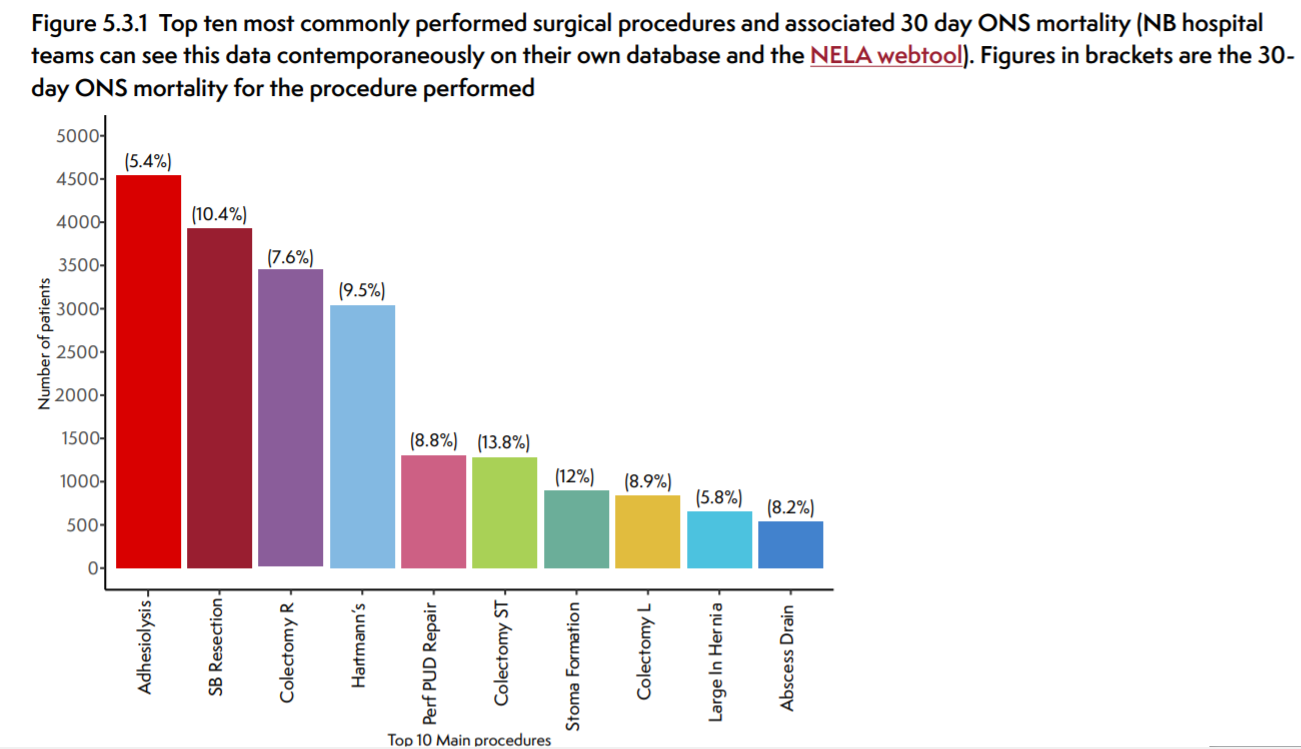 Figure 5.3.1 Top ten most commonly performed surgical procedures and associated 30 day ONS mortality (NB hospital
teams can see this data contemporaneously on their own database and the NELA webtool). Figures in brackets are the 30-
day ONS mortality for the procedure performed
Number of patients
5000
4500
4000
3500
3000
2500
2000
1500
1000
500
0
(5.4%)
(10.4%)
(7.6%)
(9.5%)
(8.8%)
(13.8%)
(12%)
(8.9%)
(5.8%)
(8.2%)
Adhesiolysis
SB Resection
Colectomy R
Hartmann's
Perf PUD Repair
Colectomy ST
Stoma Formation
Colectomy L
Large In Hernia
Abscess Drain
Top 10 Main procedures